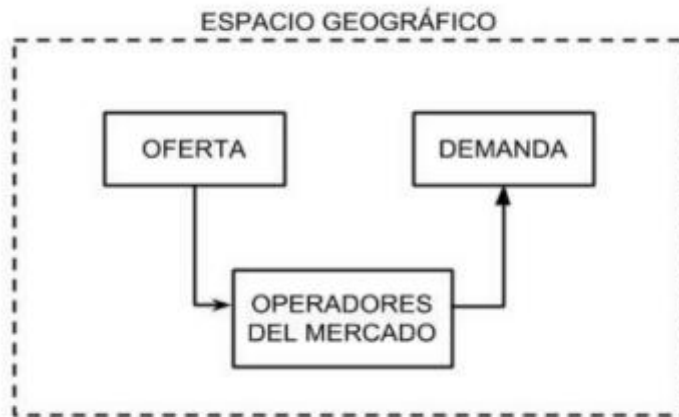 ESPACIO GEOGRÁFICO
OFERTA
DEMANDA
OPERADORES
DEL MERCADO